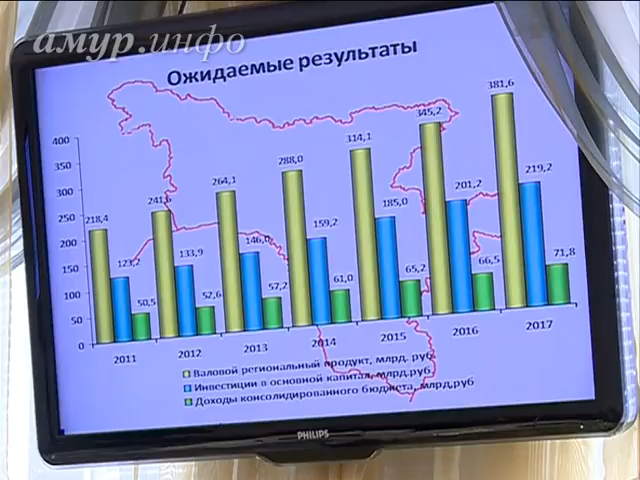 амур.инфо
Ожидаемые результаты
400
350
300
250
200
150
100
50
0
218,4 123,2 50,5
241,6 133,9 52,6
264,1 146,0 57,2
288,0 159,2 61,0
314,1 185,0 65,2
345,2 201,2 66,5
381,6 219,2 71,8
2011 2012 2013 2014 2015 2016 2017
Валовой региональный продукт, млрд. руб.
Инвестиции в основной капитал, млрд.руб.
Доходы консолидированного бюджета, млрд,руб
PHILIPS